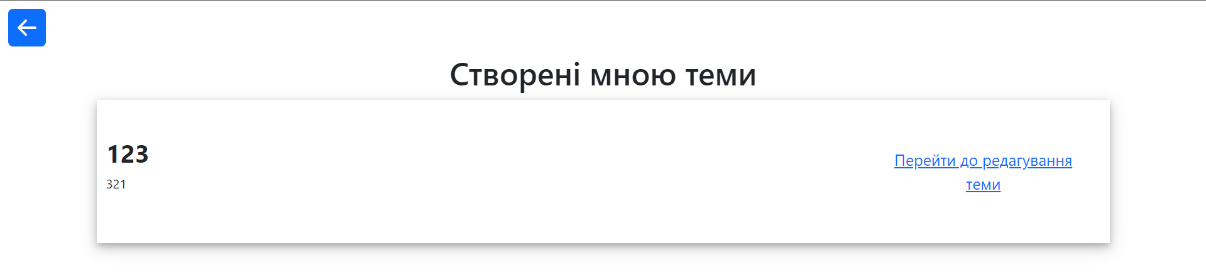 Створені мною теми
123
321
Перейти до редагування
теми